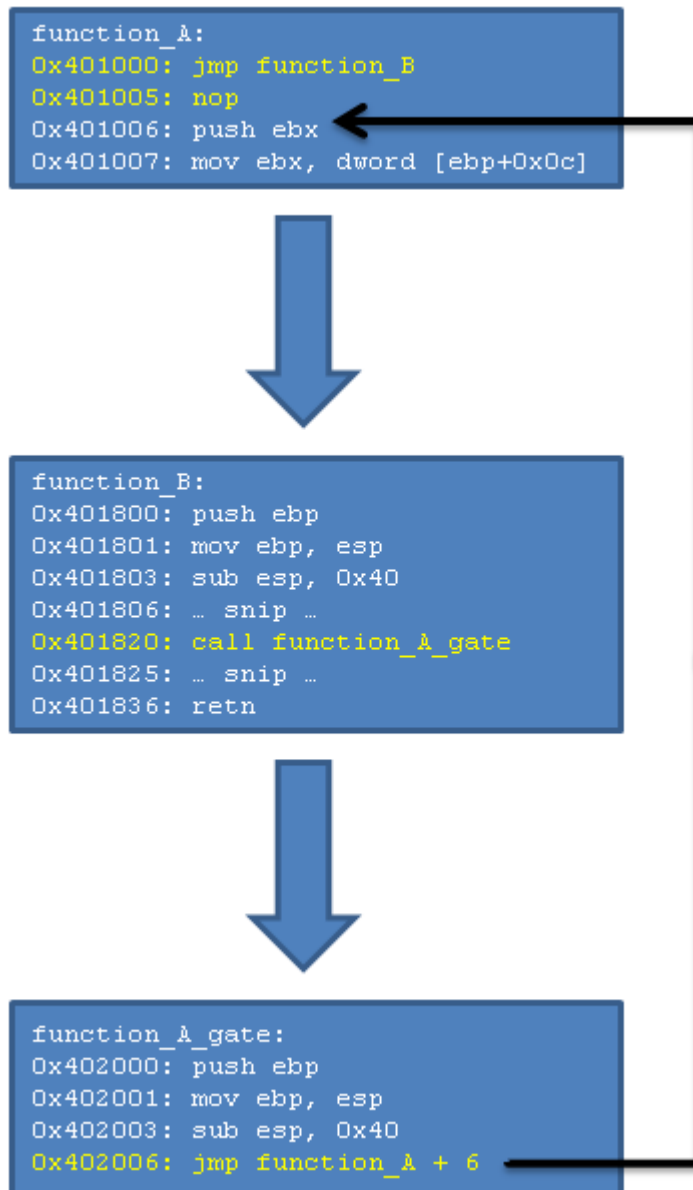 function_A:
0x401000: jmp function_B
0x401005: nop
0x401006: push ebx
0x401007: mov ebx, dword [ebp+0x0c]
function_B:
0x401800: push ebp
0x401801: mov ebp, esp
0x401803: sub esp, 0x40
0x401806: … snip …
0x401820: call function_A_gate
0x401825: … snip …
0x401836: retn
function_A_gate:
0x402000: push ebp
0x402001: mov ebp, esp
0x402003: sub esp, 0x40
0x402006: jmp function_A + 6